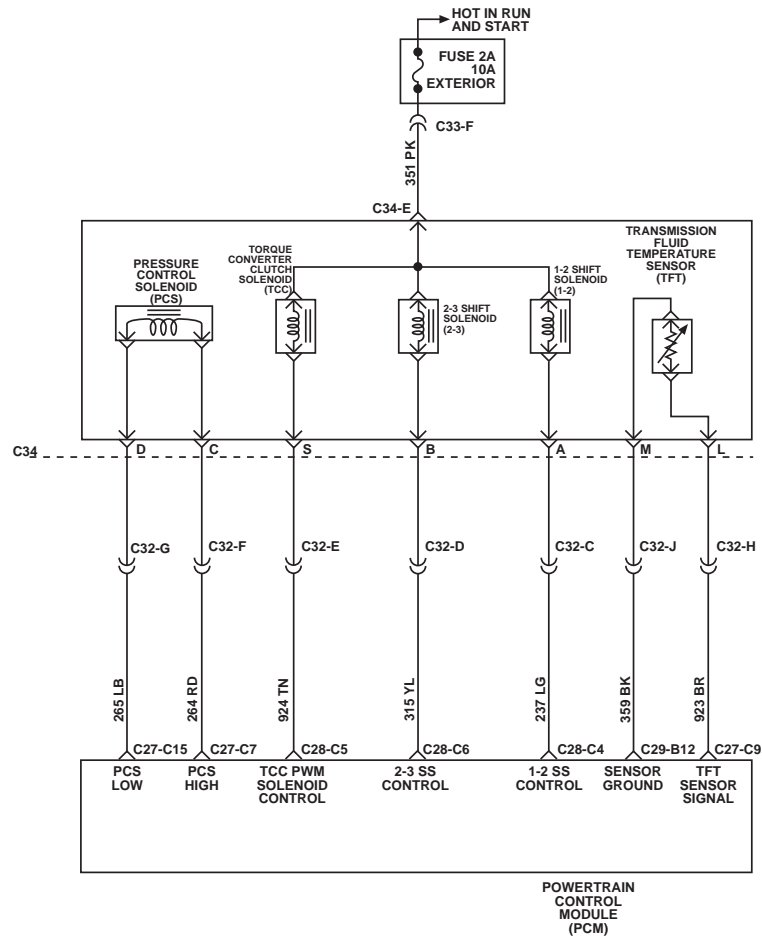 HOT IN RUN
AND START
FUSE 2A
10A
EXTERIOR
C33-F
351 PK
C34-E
PRESSURE
CONTROL
SOLENOID
(PCS)
TORQUE
CONVERTER
CLUTCH
SOLENOID
(TCC)
2-3 SHIFT
SOLENOID
(2-3)
1-2 SHIFT
SOLENOID
(1-2)
TRANSMISSION
FLUID
TEMPERATURE
SENSOR
(TFT)
C34
D
C
S
B
A
M
L
C32-G
C32-F
C32-E
C32-D
C32-C
C32-J
C32-H
265 LB
264 RD
924 TN
315 YL
237 LG
359 BK
923 BR
C27-C15
C27-C7
C28-C5
C28-C6
C28-C4
C29-B12
C27-C9
PCS
LOW
PCS
HIGH
TCC PWM
SOLENOID
CONTROL
2-3 SS
CONTROL
1-2 SS
CONTROL
SENSOR
GROUND
TFT
SENSOR
SIGNAL
POWERTRAIN
CONTROL
MODULE
(PCM)